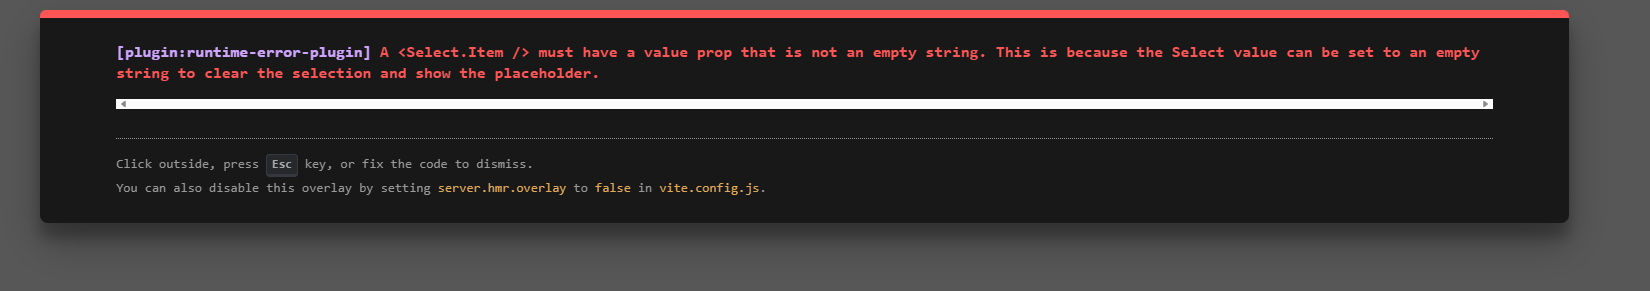 [plugin:runtime-error-plugin] A <Select.Item /> must have a value prop that is not an empty string. This is because the Select value can be set to an empty
string to clear the selection and show the placeholder.
Click outside, press Esc key, or fix the code to dismiss.
You can also disable this overlay by setting server.hmr.overlay to false in vite.config.js.